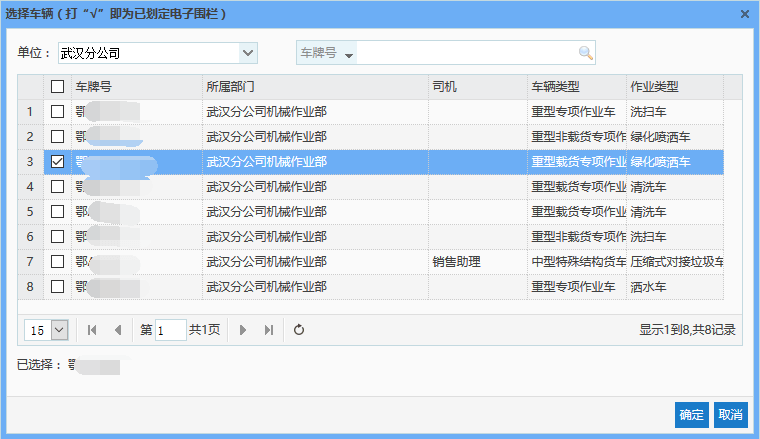 选择车辆（打“√”即为已划定电子围栏）
单位： 武汉分公司 车牌号
车牌号 所属部门 司机 车辆类型 作业类型
1 鄂 武汉分公司机械作业部 重型专项作业车 洗扫车
2 鄂 武汉分公司机械作业部 重型非载货专项作 绿化喷洒车
3 鄂 武汉分公司机械作业部 重型载货专项作业 绿化喷洒车
4 鄂 武汉分公司机械作业部 重型载货专项作业 清洗车
5 鄂 武汉分公司机械作业部 重型载货专项作业 清洗车
6 鄂 武汉分公司机械作业部 重型非载货专项作 洗扫车
7 鄂 武汉分公司机械作业部 销售助理 中型特殊结构货车 压缩式对接垃圾车
8 鄂 武汉分公司机械作业部 重型专项作业车 洒水车
15 第 1 共1页 显示1到8,共8记录
已选择： 鄂
确定 取消